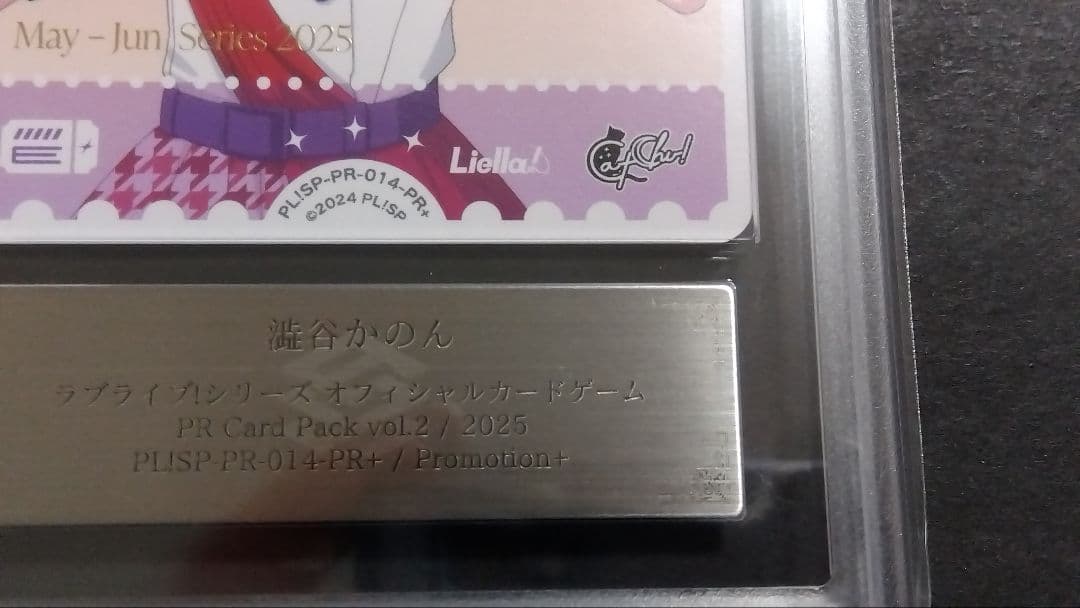 May – Jun Series 2025
Liella!
CatChu!
PL!SP-PR-014-PR+
©2024 PL!SP
澁谷かのん
ラブライブ!シリーズ オフィシャルカードゲーム
PR Card Pack vol.2 / 2025
PL!SP-PR-014-PR+ / Promotion+